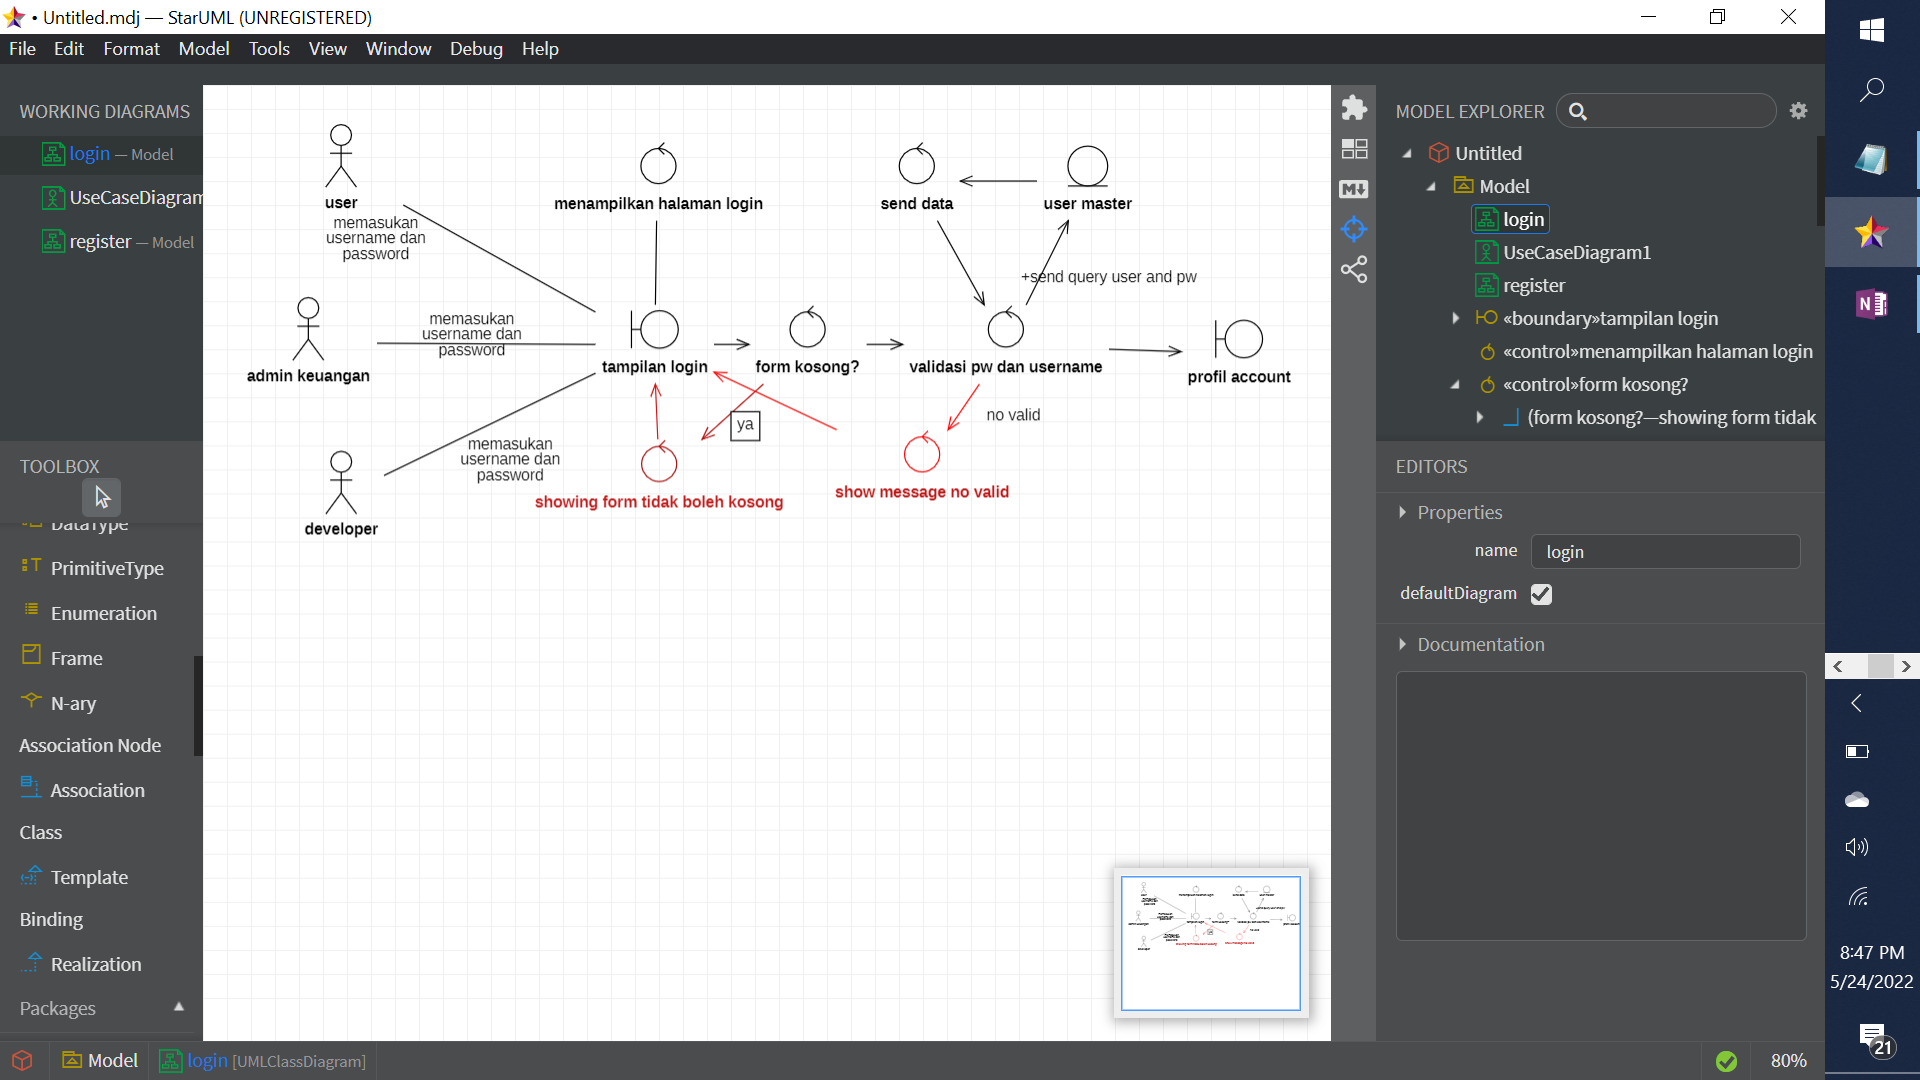 • Untitled.mdj — StarUML (UNREGISTERED)
File Edit Format Model Tools View Window Debug Help
WORKING DIAGRAMS
login — Model
UseCaseDiagram
register — Model
TOOLBOX
DataType
PrimitiveType
Enumeration
Frame
N-ary
Association Node
Association
Class
Template
Binding
Realization
Packages
user
memasukan
username dan
password
menampilkan halaman login
send data
user master
+send query user and pw
admin keuangan
memasukan
username dan
password
tampilan login
form kosong?
validasi pw dan username
profil account
ya
no valid
developer
memasukan
username dan
password
showing form tidak boleh kosong
show message no valid
MODEL EXPLORER
Untitled
Model
login
UseCaseDiagram1
register
«boundary»tampilan login
«control»menampilkan halaman login
«control»form kosong?
(form kosong?—showing form tidak
EDITORS
Properties
name login
defaultDiagram
Documentation
Model login [UMLClassDiagram]
80%
8:47 PM
5/24/2022
21